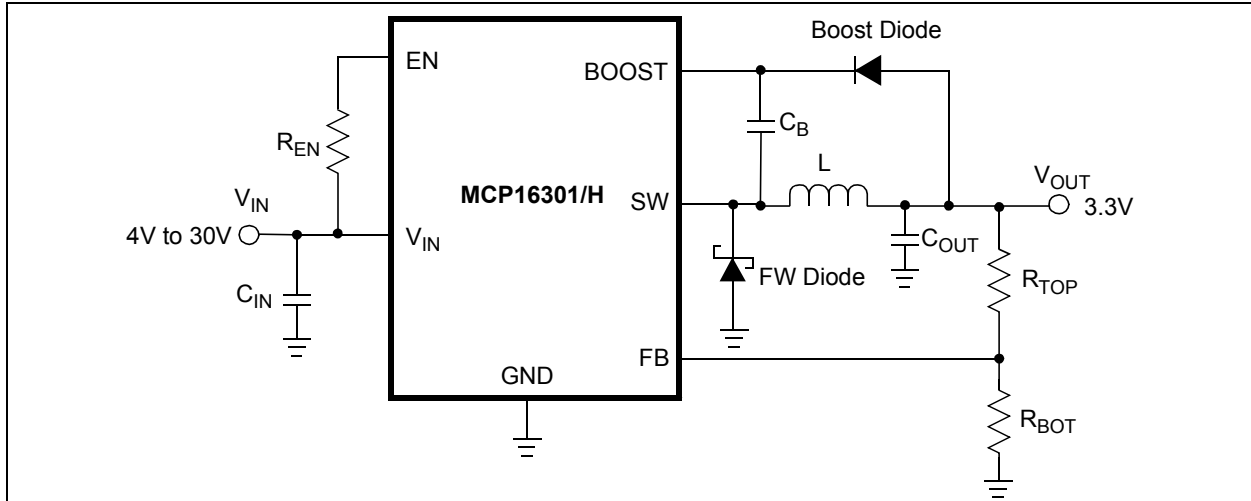 Boost Diode
EN
BOOST
C_B
R_EN
L
MCP16301/H
SW
V_IN
V_OUT
4V to 30V
3.3V
V_IN
C_OUT
FW Diode
R_TOP
C_IN
FB
GND
R_BOT